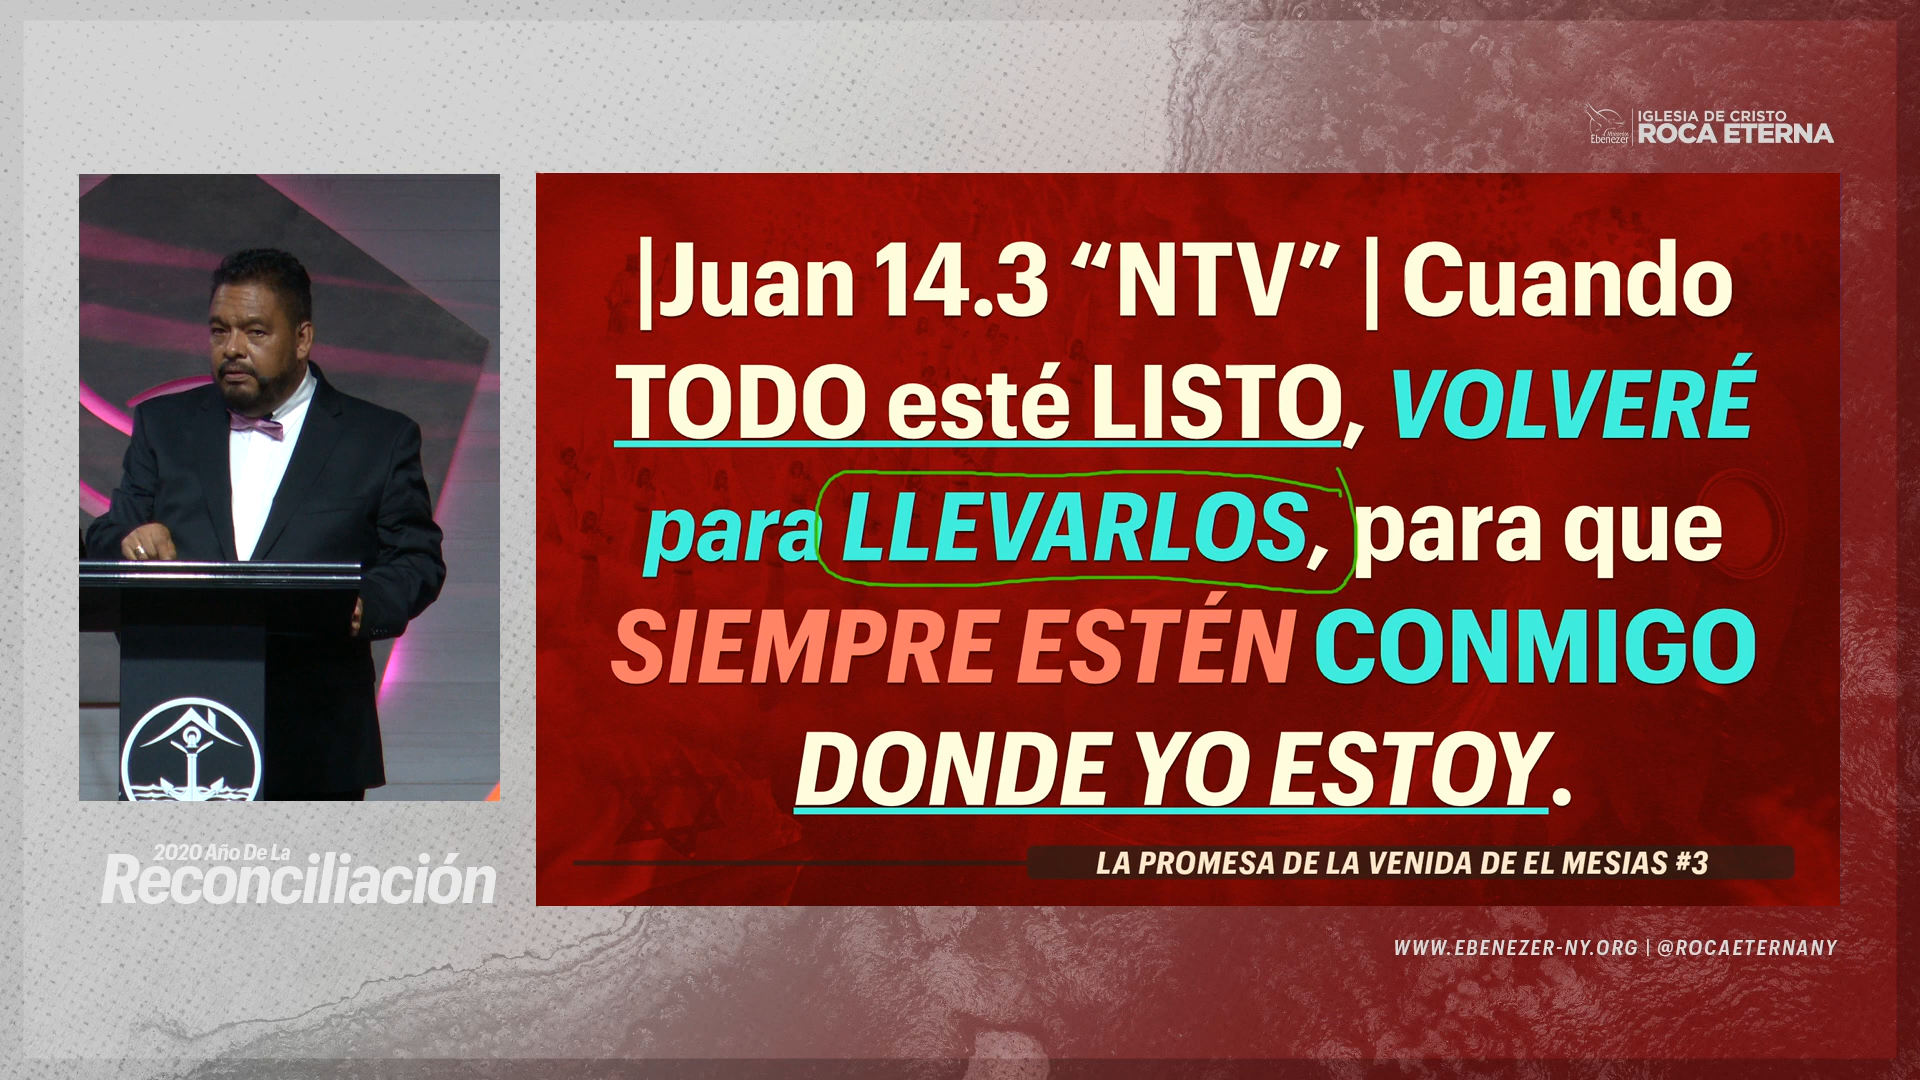 IGLESIA DE CRISTO
ROCA ETERNA
Ministerios
Ebenezer
|Juan 14.3 “NTV” | Cuando
TODO esté LISTO, VOLVERÉ
para LLEVARLOS, para que
SIEMPRE ESTÉN CONMIGO
DONDE YO ESTOY.
LA PROMESA DE LA VENIDA DE EL MESIAS #3
2020 Año De La
Reconciliación
WWW.EBENEZER-NY.ORG | @ROCAETERNANY